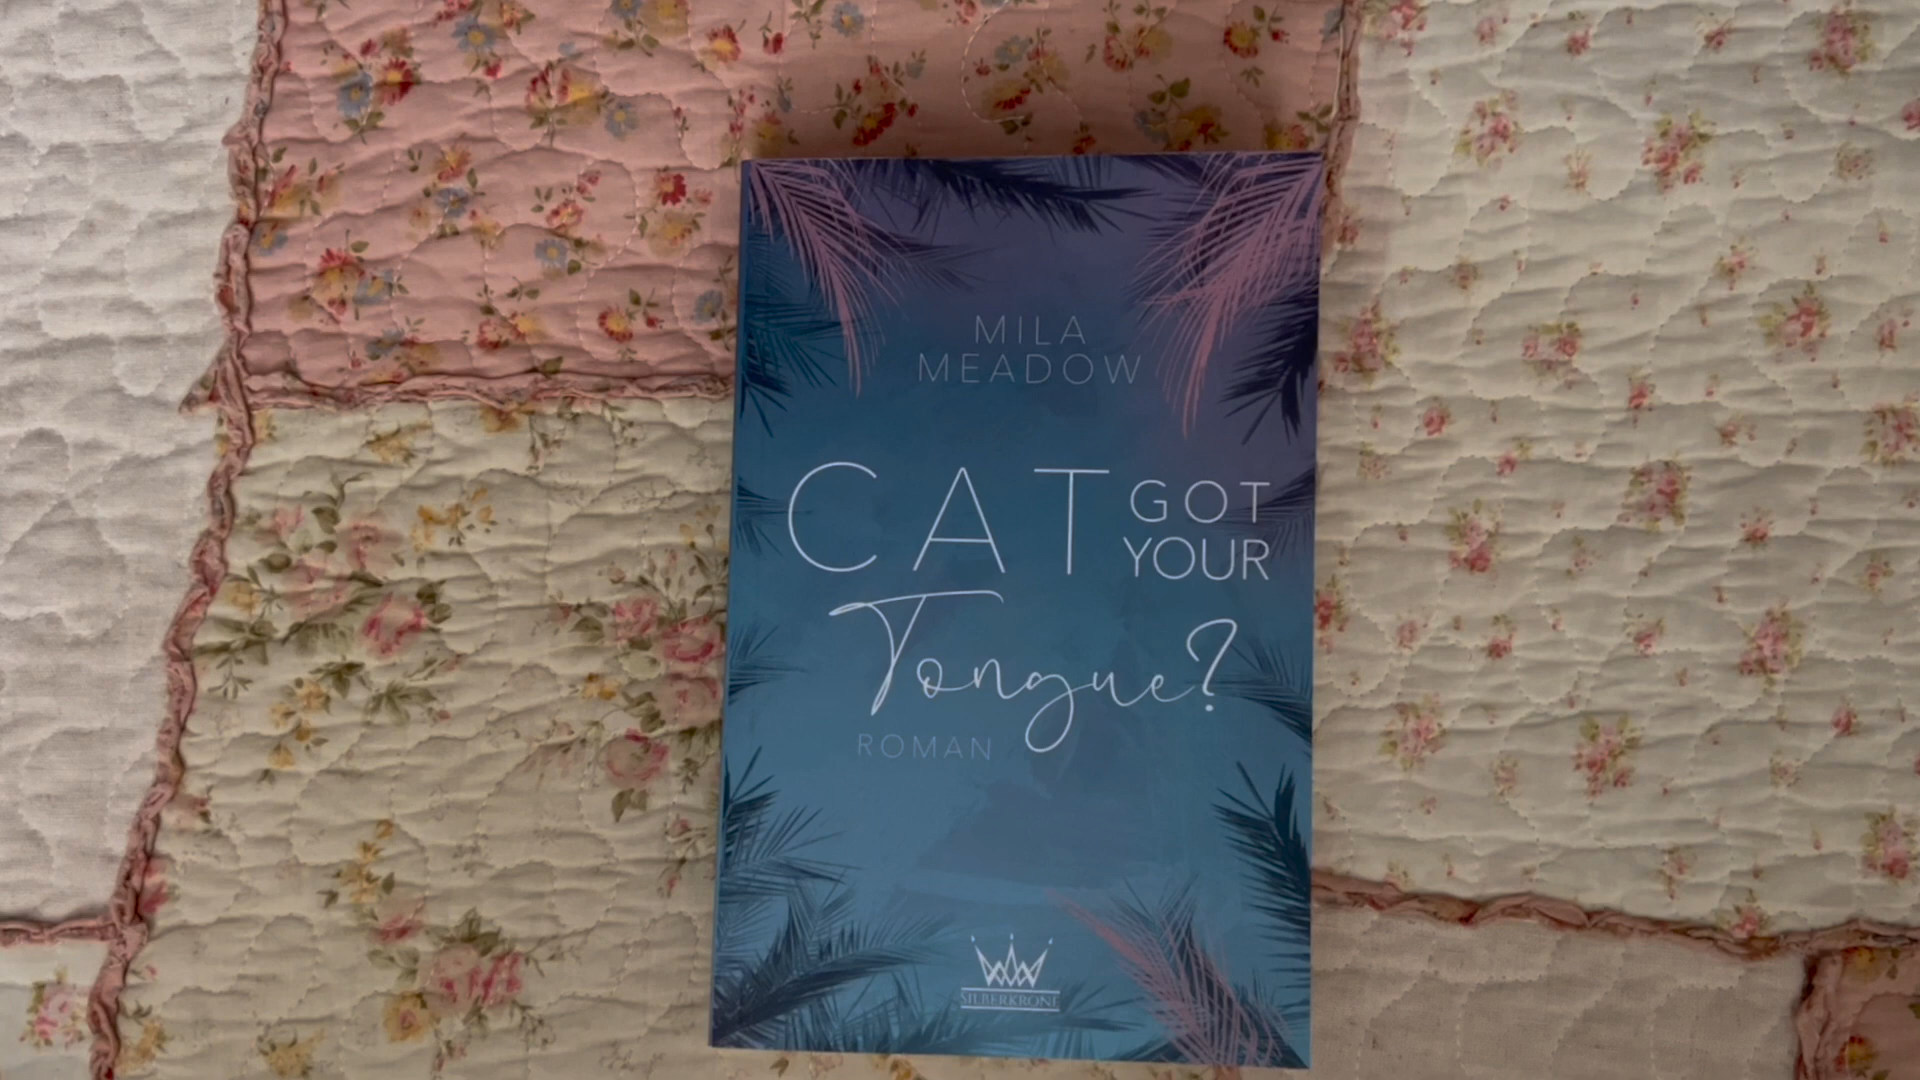 MILA
MEADOW
CAT GOT
YOUR
Tongue?
ROMAN
SILBERKRONE